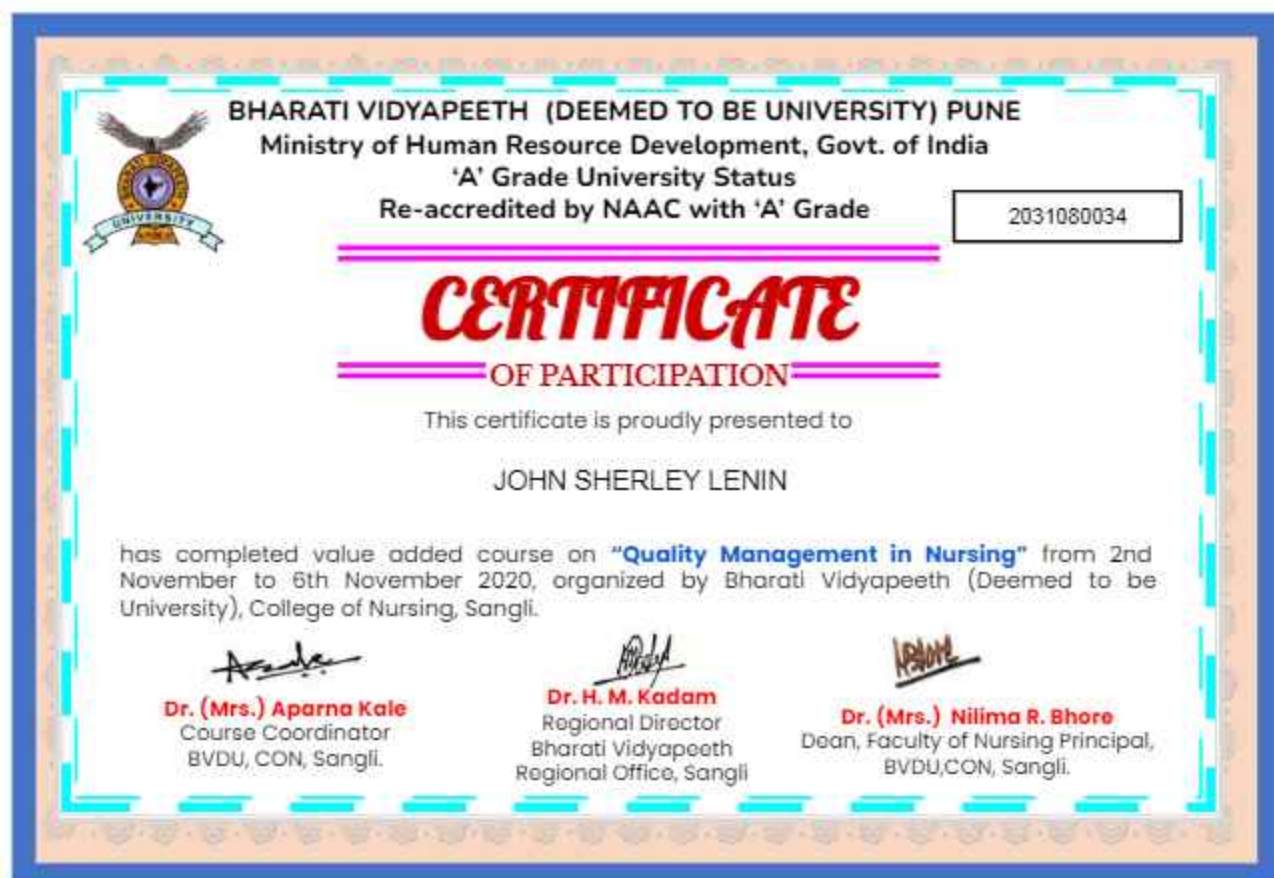 BHARATI VIDYAPEETH (DEEMED TO BE UNIVERSITY) PUNE
Ministry of Human Resource Development, Govt. of India
‘A’ Grade University Status
Re-accredited by NAAC with ‘A’ Grade
2031080034
BHARATI VIDYAPEETH
UNIVERSITY
CERTIFICATE
OF PARTICIPATION
This certificate is proudly presented to
JOHN SHERLEY LENIN
has completed value added course on “Quality Management in Nursing” from 2nd
November to 6th November 2020, organized by Bharati Vidyapeeth (Deemed to be
University), College of Nursing, Sangli.
Dr. (Mrs.) Aparna Kale
Course Coordinator
BVDU, CON, Sangli.
Dr. H. M. Kadam
Regional Director
Bharati Vidyapeeth
Regional Office, Sangli
Dr. (Mrs.) Nilima R. Bhore
Dean, Faculty of Nursing Principal,
BVDU,CON, Sangli.